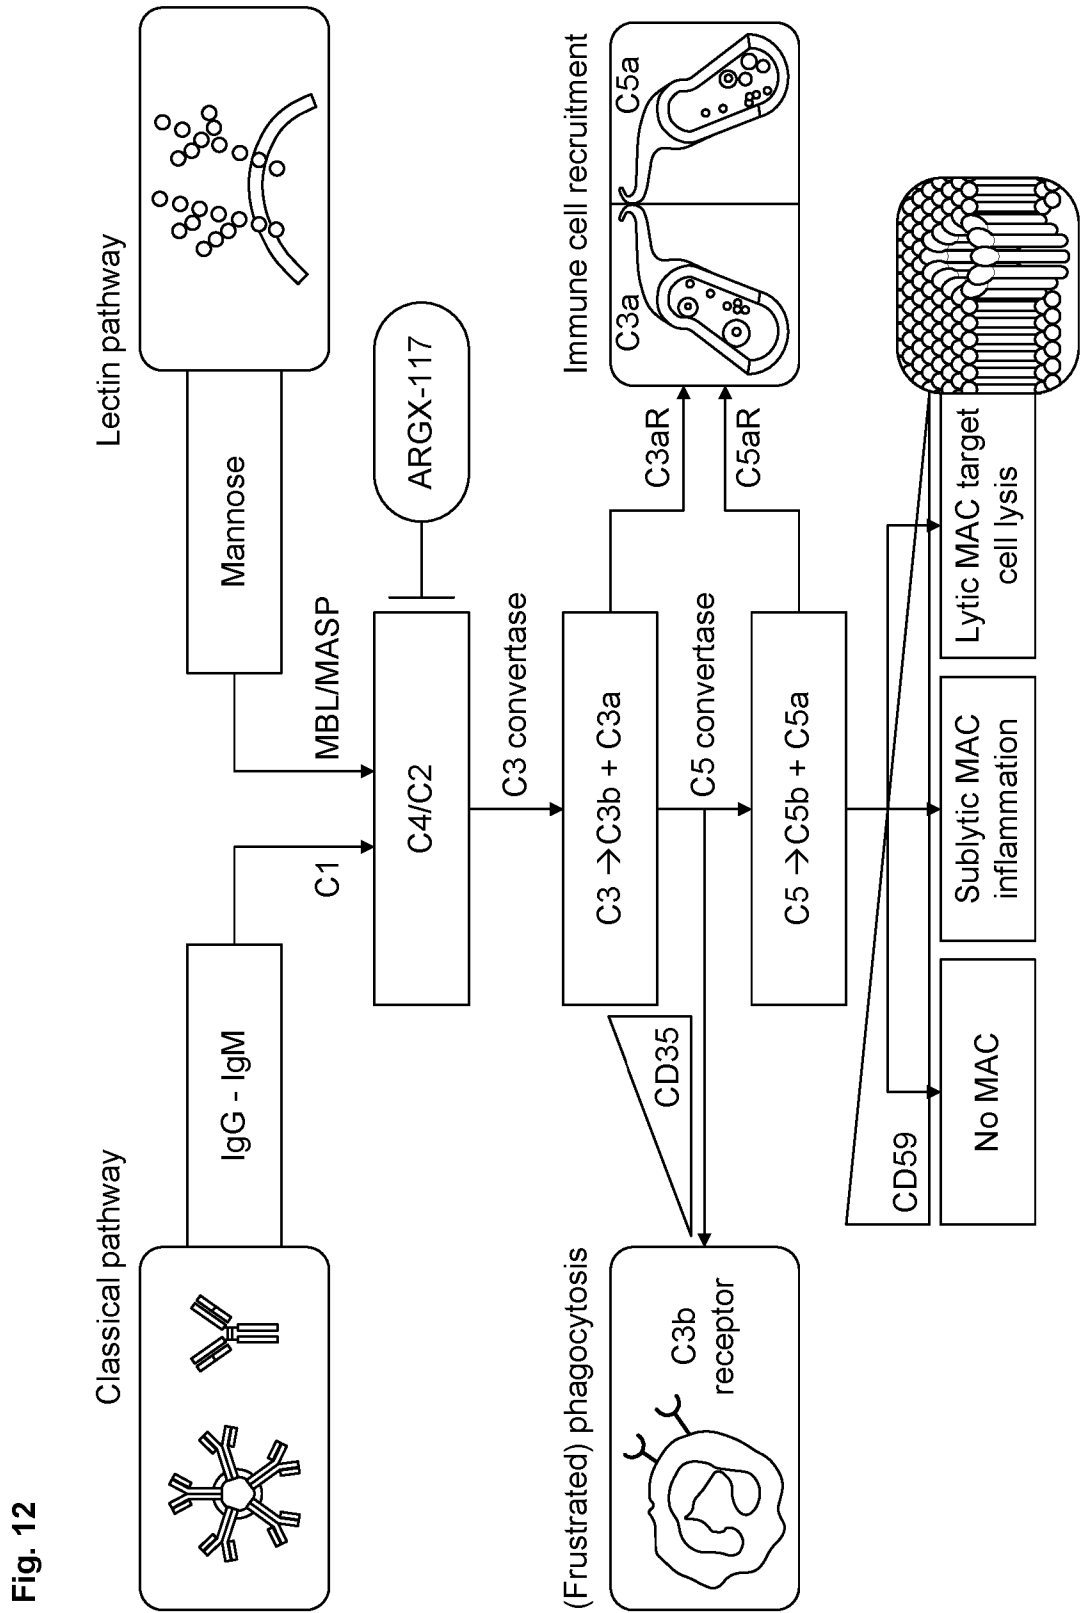 Fig. 12
Classical pathway
Lectin pathway
IgG - IgM
Mannose
C1
MBL/MASP
C4/C2
ARGX-117
C3 convertase
(Frustrated) phagocytosis
Immune cell recruitment
C3b
receptor
CD35
C3 →C3b + C3a
C3aR
C3a
C5a
C5 convertase
C5aR
C5 →C5b + C5a
CD59
No MAC
Sublytic MAC
inflammation
Lytic MAC target
cell lysis